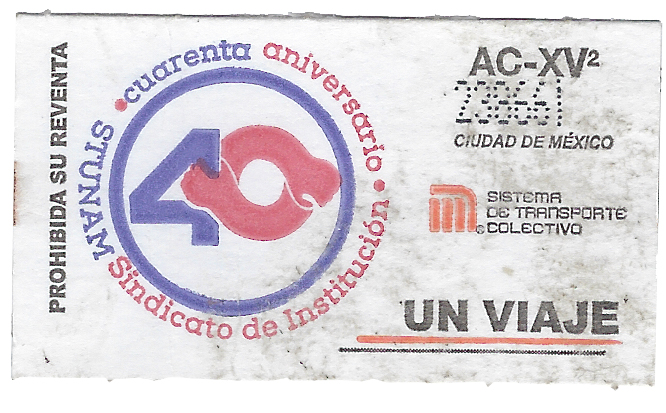 PROHIBIDA SU REVENTA
•cuarenta aniversario•
STUNAM Sindicato de Institución
40
AC-XV²
CIUDAD DE MÉXICO
SISTEMA
DE TRANSPORTE
COLECTIVO
UN VIAJE